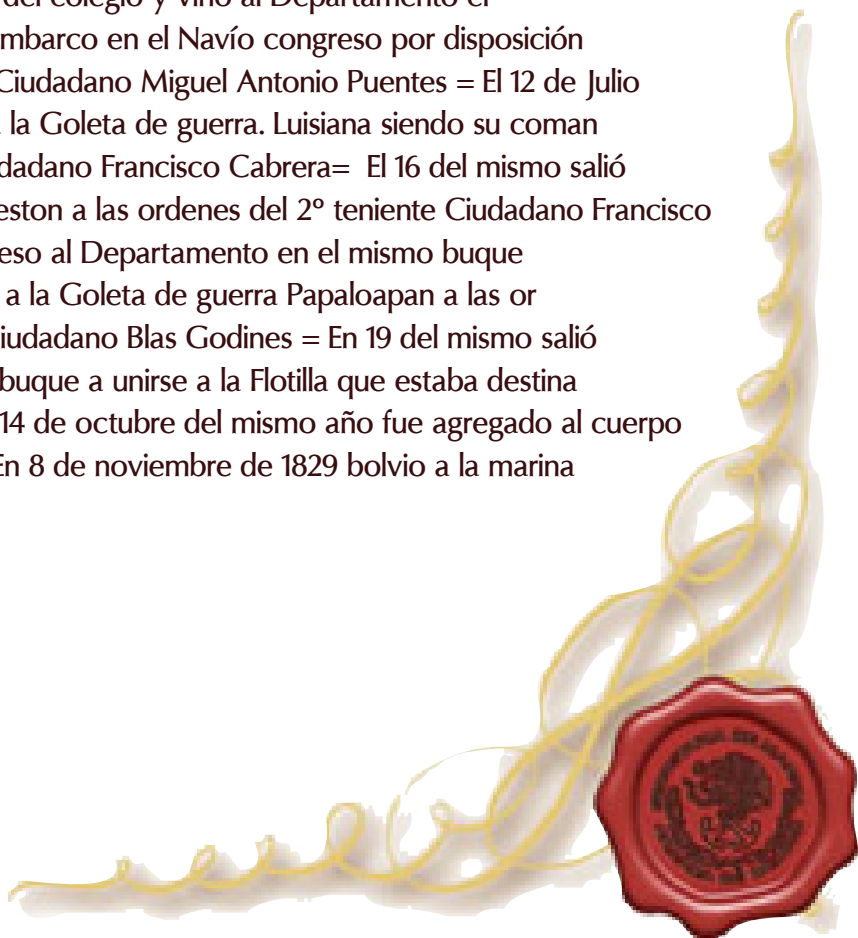 del colegio y vino al Departamento el
mbarco en el Navío congreso por disposición
Ciudadano Miguel Antonio Puentes = El 12 de Julio
la Goleta de guerra. Luisiana siendo su coman
dadano Francisco Cabrera= El 16 del mismo salió
eston a las ordenes del 2º teniente Ciudadano Francisco
eso al Departamento en el mismo buque
a la Goleta de guerra Papaloapan a las or
iudadano Blas Godines = En 19 del mismo salió
buque a unirse a la Flotilla que estaba destina
14 de octubre del mismo año fue agregado al cuerpo
En 8 de noviembre de 1829 bolvio a la marina